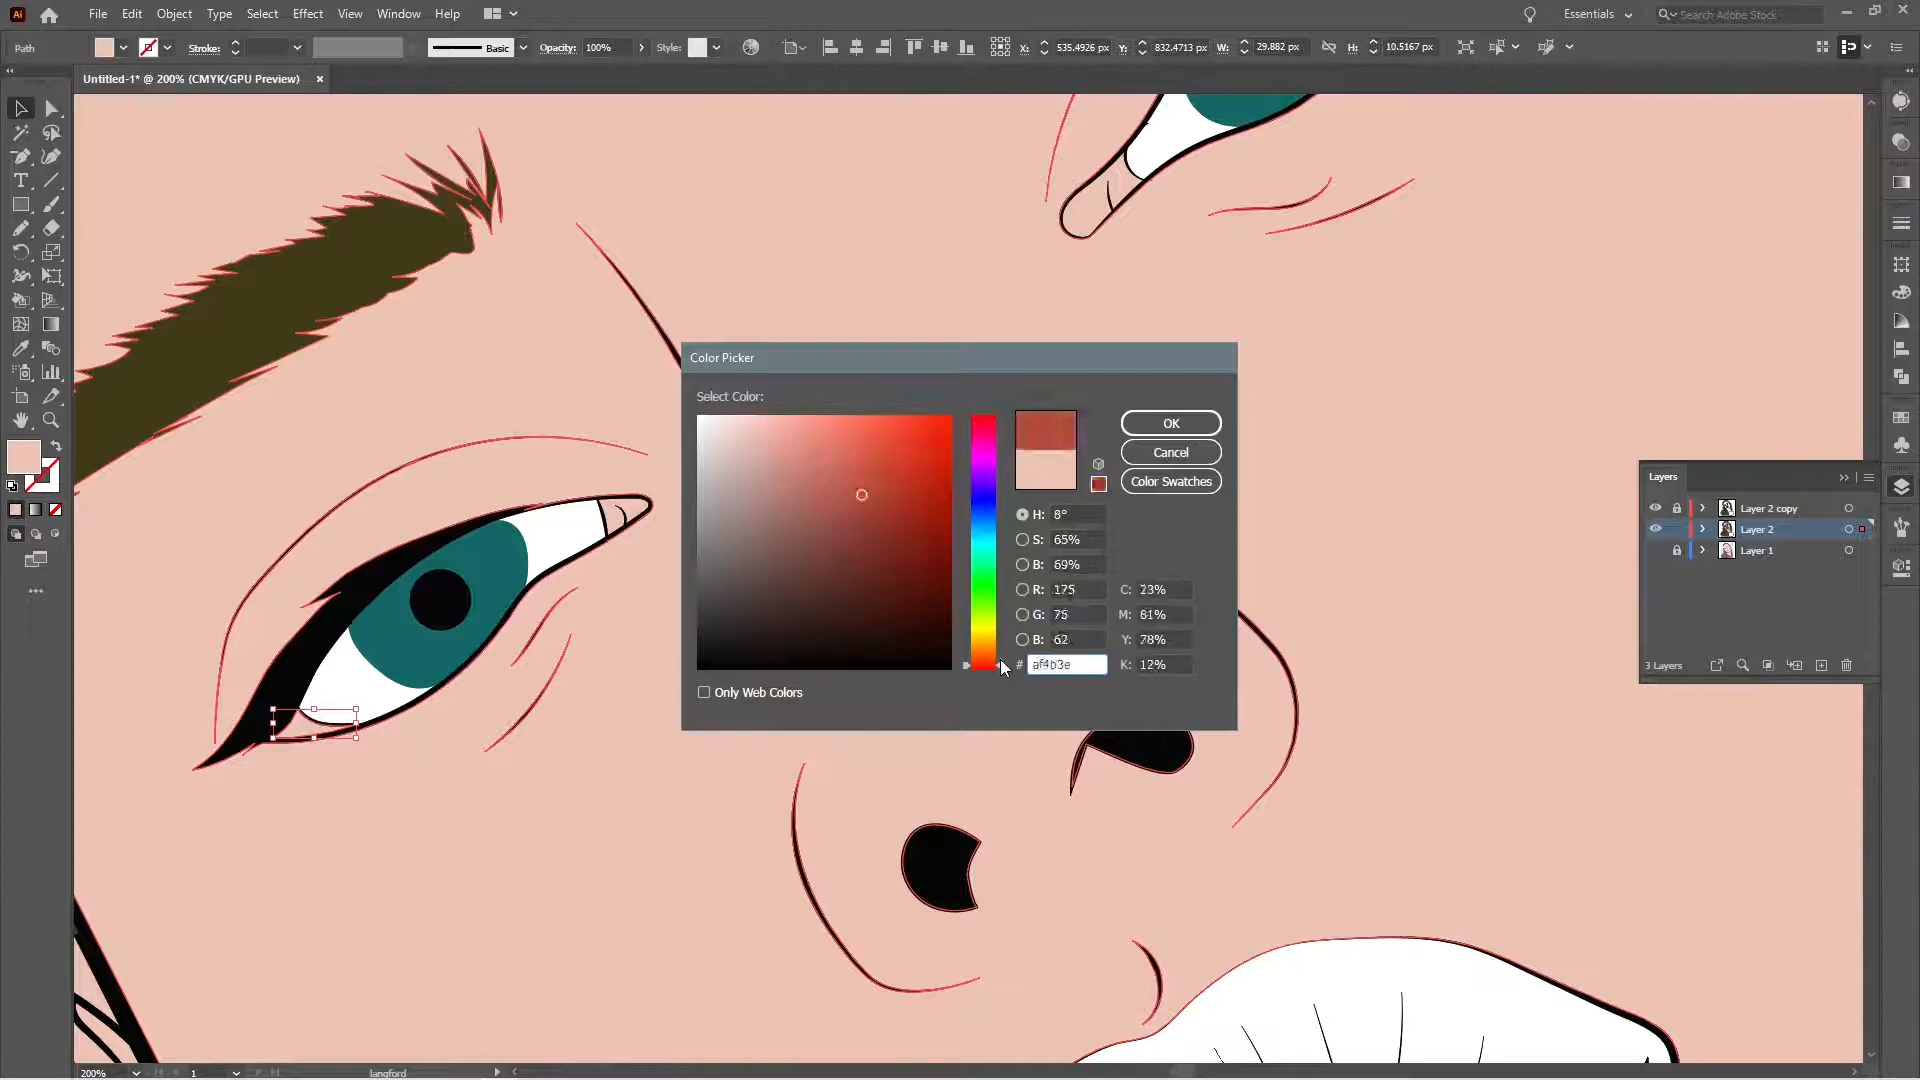 Ai File Edit Object Type Select Effect View Window Help Essentials Search Adobe Stock
Path Stroke: Basic Opacity: 100% Style: X: 535.4926 px Y: 832.4713 px W: 29.882 px H: 10.5167 px
Untitled-1* @ 200% (CMYK/GPU Preview) ×
Color Picker
Select Color:
OK
Cancel
Color Swatches
H: 8°
S: 65%
B: 69%
R: 175 C: 23%
G: 75 M: 81%
B: 62 Y: 78%
# af4b3e K: 12%
Only Web Colors
Layers
Layer 2 copy
Layer 2
Layer 1
3 Layers
200% 1 langford